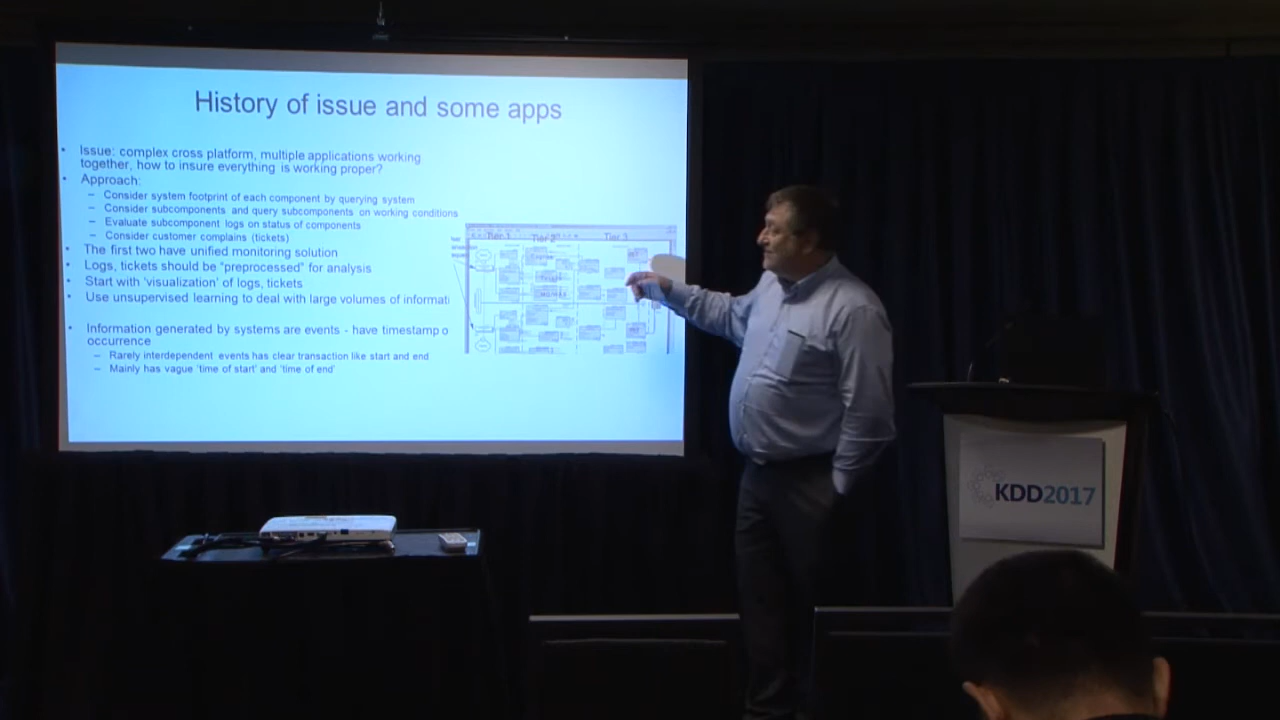 History of issue and some apps
• Issue: complex cross platform, multiple applications working
together, how to insure everything is working proper?
• Approach:
– Consider system footprint of each component by querying system
– Consider subcomponents and query subcomponents on working conditions
– Evaluate subcomponent logs on status of components
– Consider customer complains (tickets)
• The first two have unified monitoring solution
• Logs, tickets should be "preprocessed" for analysis
• Start with 'visualization' of logs, tickets
• Use unsupervised learning to deal with large volumes of informati
• Information generated by systems are events - have timestamp o
occurrence
– Rarely interdependent events has clear transaction like start and end
– Mainly has vague 'time of start' and 'time of end'
Tier 1 Tier 2 Tier 3
KDD2017